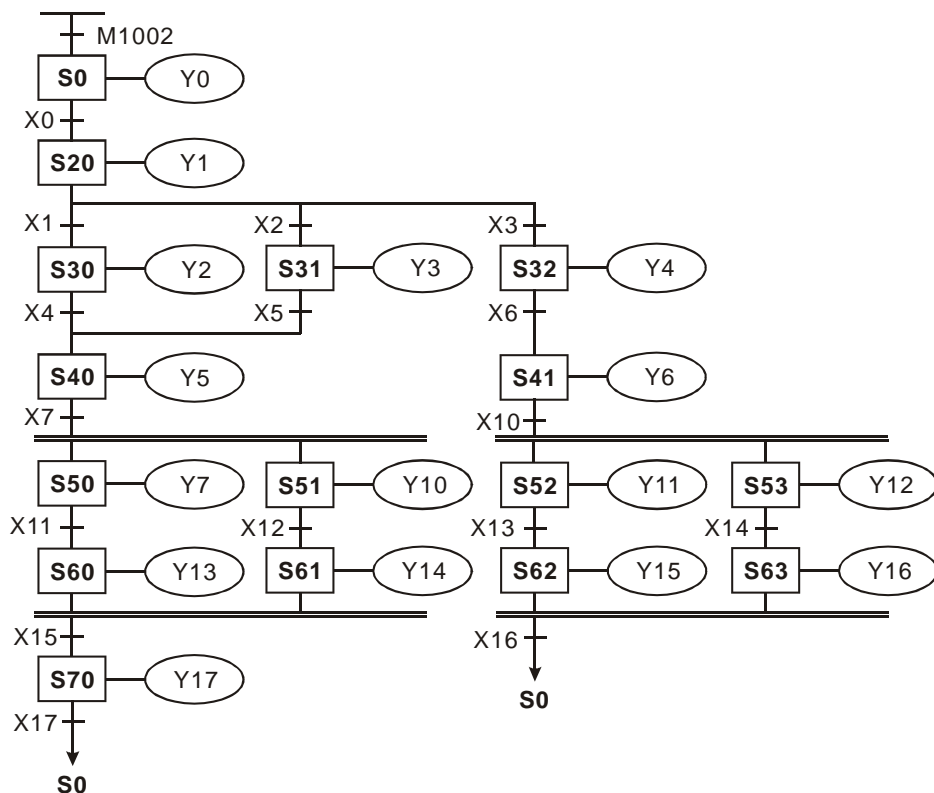 M1002
S0 Y0
X0
S20 Y1
X1 X2 X3
S30 Y2 S31 Y3 S32 Y4
X4 X5 X6
S40 Y5 S41 Y6
X7 X10
S50 Y7 S51 Y10 S52 Y11 S53 Y12
X11 X12 X13 X14
S60 Y13 S61 Y14 S62 Y15 S63 Y16
X15 X16
S70 Y17 S0
X17
S0